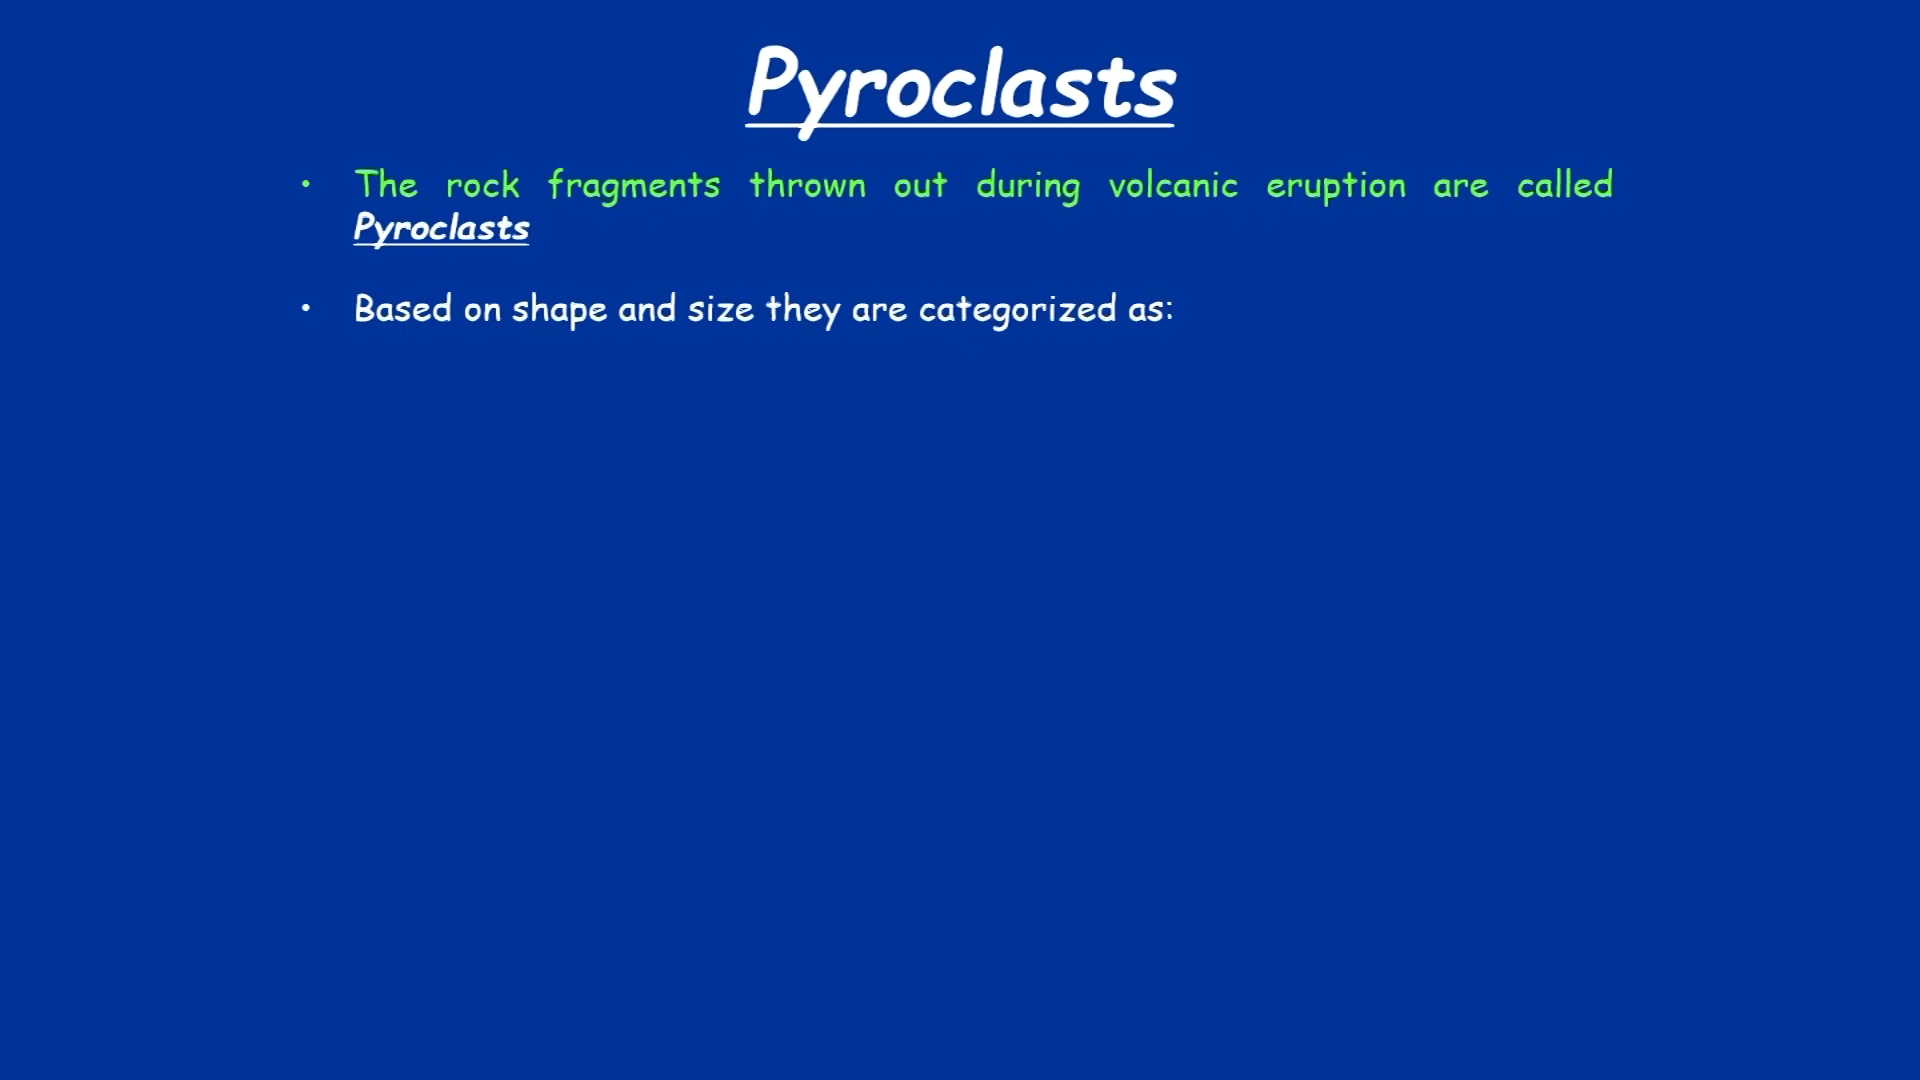 Pyroclasts
• The rock fragments thrown out during volcanic eruption are called
Pyroclasts
• Based on shape and size they are categorized as: